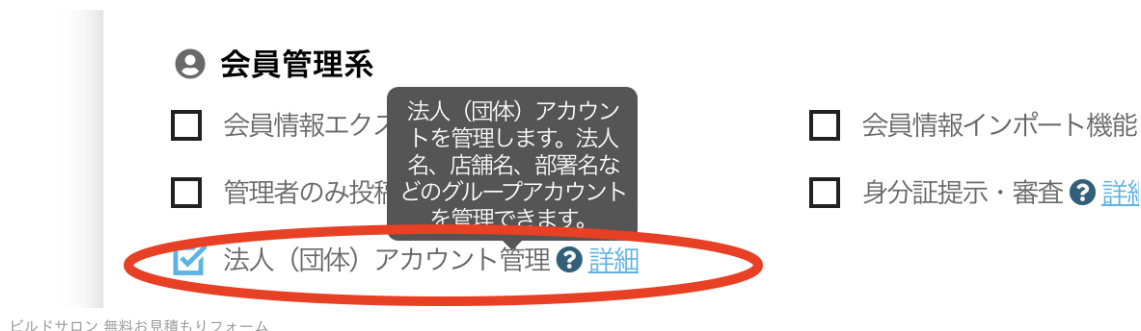 会員管理系
会員情報エクス
法人（団体）アカウン
トを管理します。法人
名、店舗名、部署名な
どのグループアカウント
を管理できます。
会員情報インポート機能
管理者のみ投稿
身分証提示・審査 ? 詳細
法人（団体）アカウント管理 ? 詳細
ビルドサロン 無料お見積もりフォーム